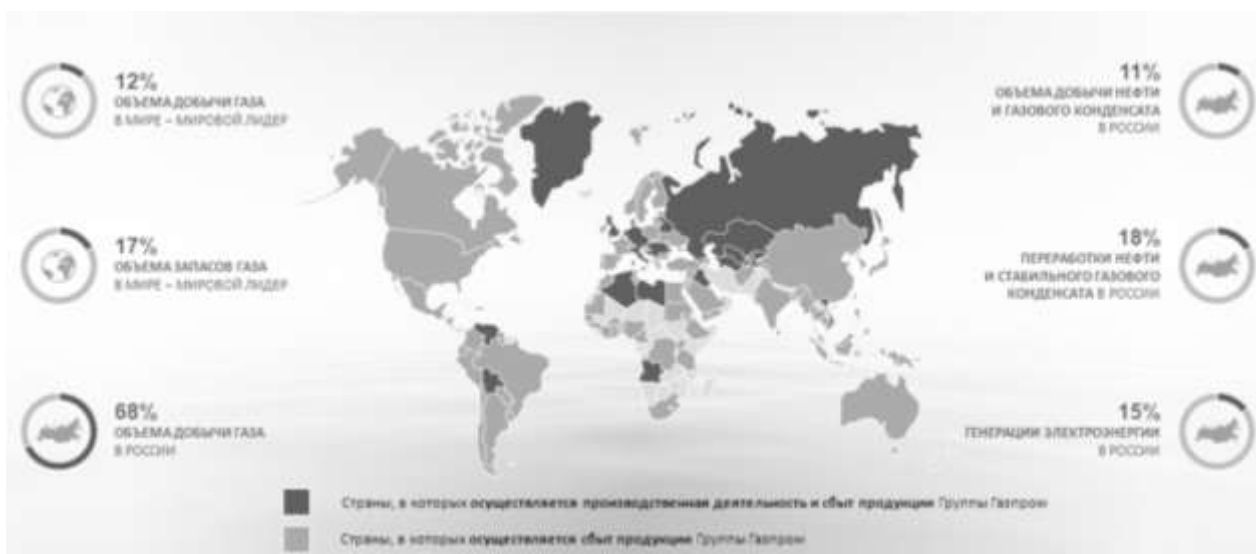 12%
ОБЪЕМА ДОБЫЧИ ГАЗА
В МИРЕ – МИРОВОЙ ЛИДЕР
17%
ОБЪЕМА ЗАПАСОВ ГАЗА
В МИРЕ – МИРОВОЙ ЛИДЕР
68%
ОБЪЕМА ДОБЫЧИ ГАЗА
В РОССИИ
11%
ОБЪЕМА ДОБЫЧИ НЕФТИ
И ГАЗОВОГО КОНДЕНСАТА
В РОССИИ
18%
ПЕРЕРАБОТКИ НЕФТИ
И СТАБИЛЬНОГО ГАЗОВОГО
КОНДЕНСАТА В РОССИИ
15%
ГЕНЕРАЦИИ ЭЛЕКТРОЭНЕРГИИ
В РОССИИ
Страны, в которых осуществляется производственная деятельность и сбыт продукции Группы Газпром
Страны, в которых осуществляется сбыт продукции Группы Газпром